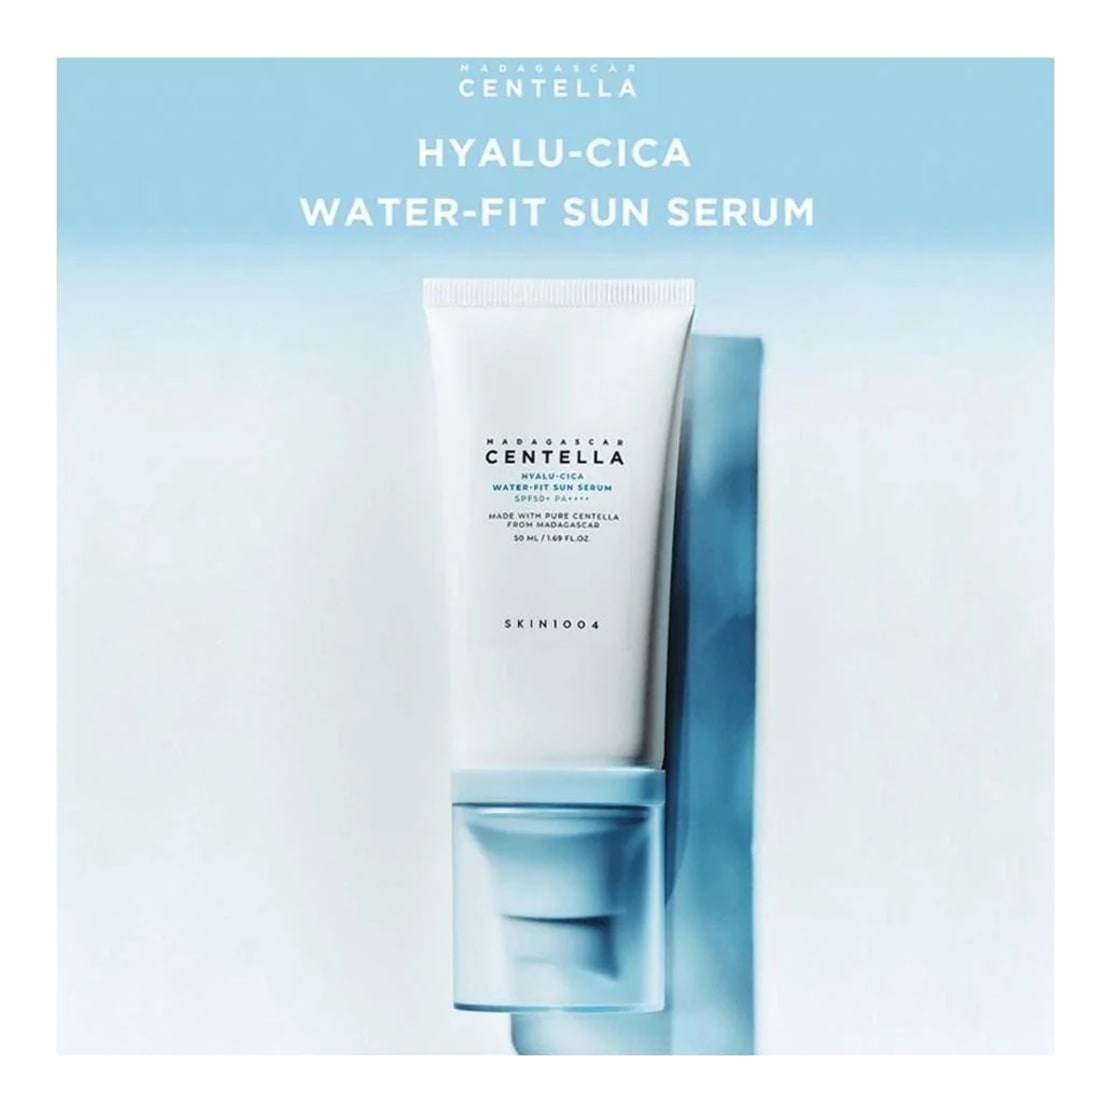 MADAGASCAR
CENTELLA
HYALU-CICA
WATER-FIT SUN SERUM
MADAGASCAR
CENTELLA
HYALU-CICA
WATER-FIT SUN SERUM
SPF50+ PA++++
MADE WITH PURE CENTELLA
FROM MADAGASCAR
50 ML / 1.69 FL.OZ.
SKIN1004